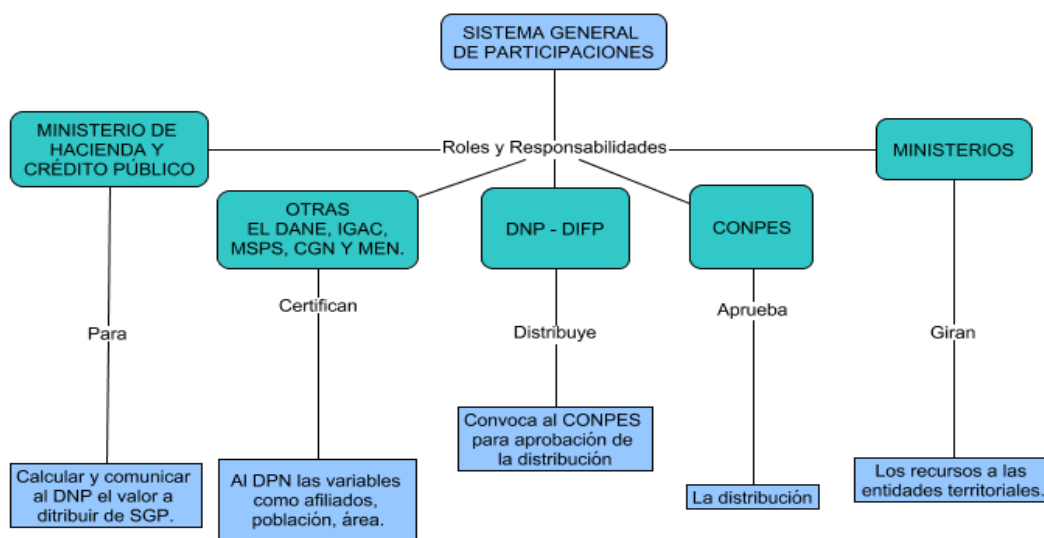 SISTEMA GENERAL
DE PARTICIPACIONES
Roles y Responsabilidades
MINISTERIO DE
HACIENDA Y
CRÉDITO PÚBLICO
Para
Calcular y comunicar
al DNP el valor a
ditribuir de SGP.
OTRAS
EL DANE, IGAC,
MSPS, CGN Y MEN.
Certifican
Al DPN las variables
como afiliados,
población, área.
DNP - DIFP
Distribuye
Convoca al CONPES
para aprobación de
la distribución
CONPES
Aprueba
La distribución
MINISTERIOS
Giran
Los recursos a las
entidades territoriales.